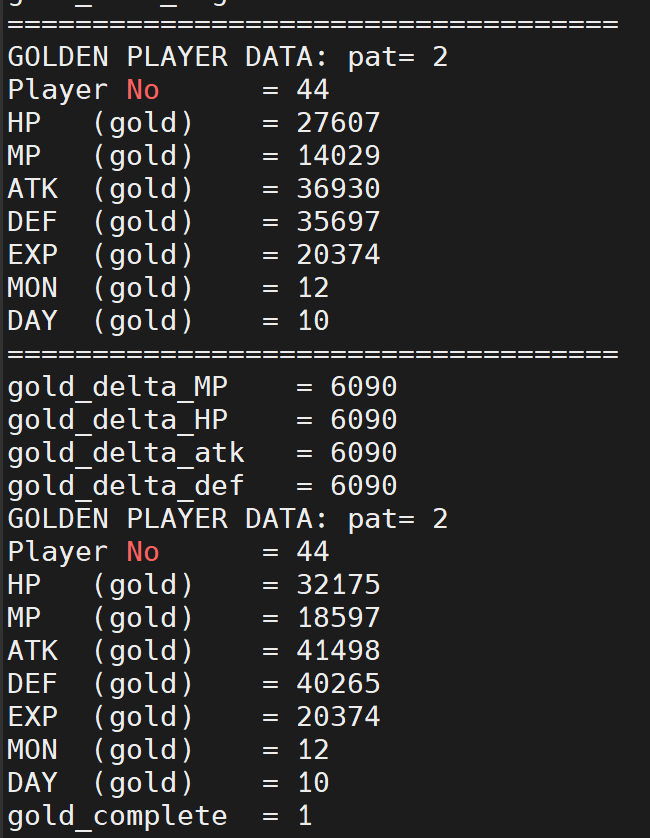 ====================================
GOLDEN PLAYER DATA: pat= 2
Player No      = 44
HP   (gold)    = 27607
MP   (gold)    = 14029
ATK  (gold)    = 36930
DEF  (gold)    = 35697
EXP  (gold)    = 20374
MON  (gold)    = 12
DAY  (gold)    = 10
====================================
gold_delta_MP    = 6090
gold_delta_HP    = 6090
gold_delta_atk   = 6090
gold_delta_def   = 6090
GOLDEN PLAYER DATA: pat= 2
Player No      = 44
HP   (gold)    = 32175
MP   (gold)    = 18597
ATK  (gold)    = 41498
DEF  (gold)    = 40265
EXP  (gold)    = 20374
MON  (gold)    = 12
DAY  (gold)    = 10
gold_complete  = 1